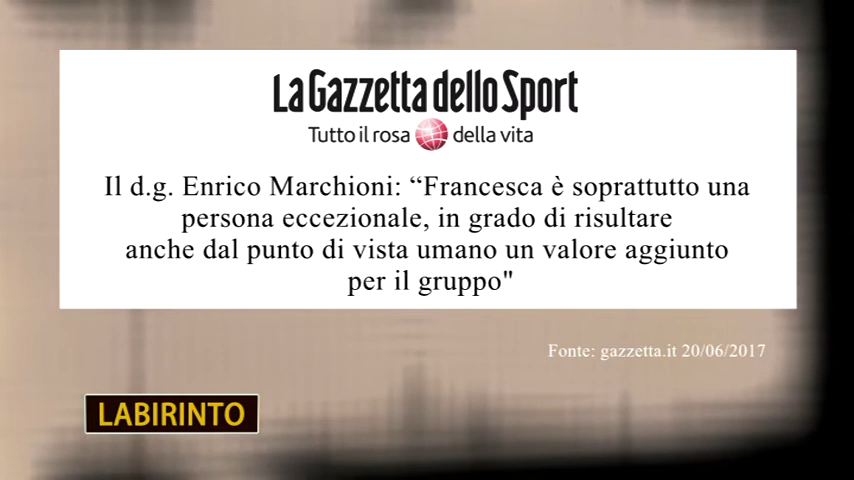 La Gazzetta dello Sport
Tutto il rosa della vita
Il d.g. Enrico Marchioni: “Francesca è soprattutto una
persona eccezionale, in grado di risultare
anche dal punto di vista umano un valore aggiunto
per il gruppo"
Fonte: gazzetta.it 20/06/2017
LABIRINTO